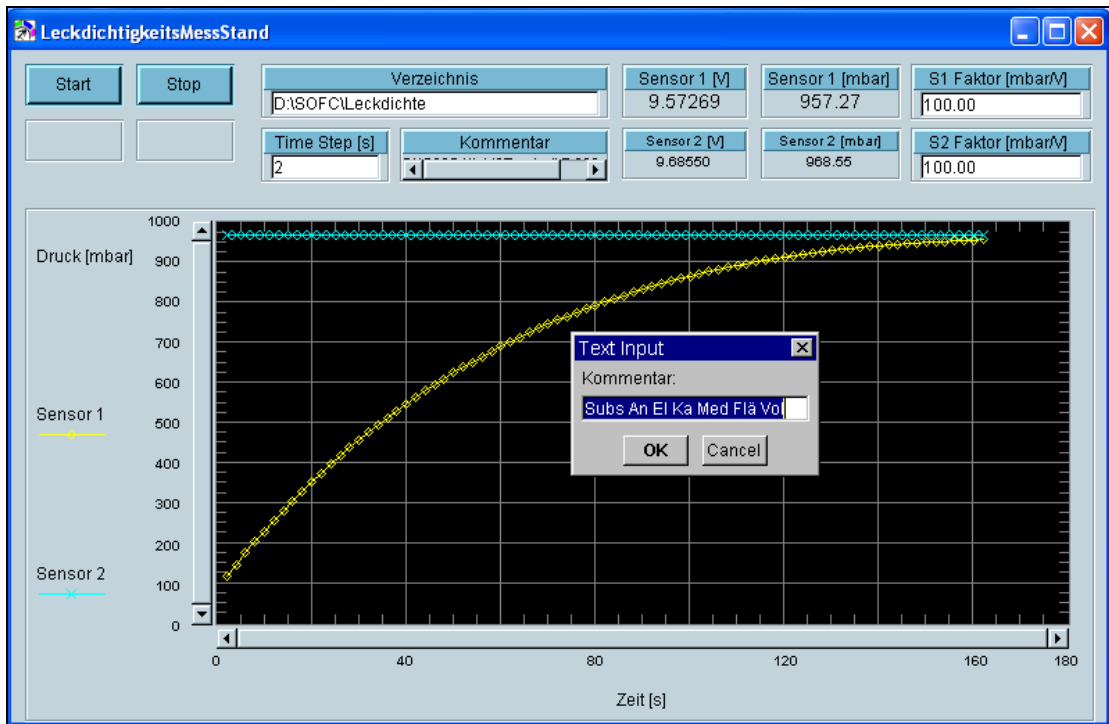 LeckdichtigkeitsMessStand
Start
Stop
Verzeichnis
D:\SOFC\Leckdichte
Sensor 1 [V]
9.57269
Sensor 1 [mbar]
957.27
S1 Faktor [mbar/V]
100.00
Time Step [s]
2
Kommentar
Sensor 2 [V]
9.68550
Sensor 2 [mbar]
968.55
S2 Faktor [mbar/V]
100.00
Druck [mbar]
1000
900
800
700
600
500
400
300
200
100
0
Sensor 1
Sensor 2
Text Input
Kommentar:
Subs An El Ka Med Flä Vol
OK
Cancel
0
40
80
120
160
180
Zeit [s]